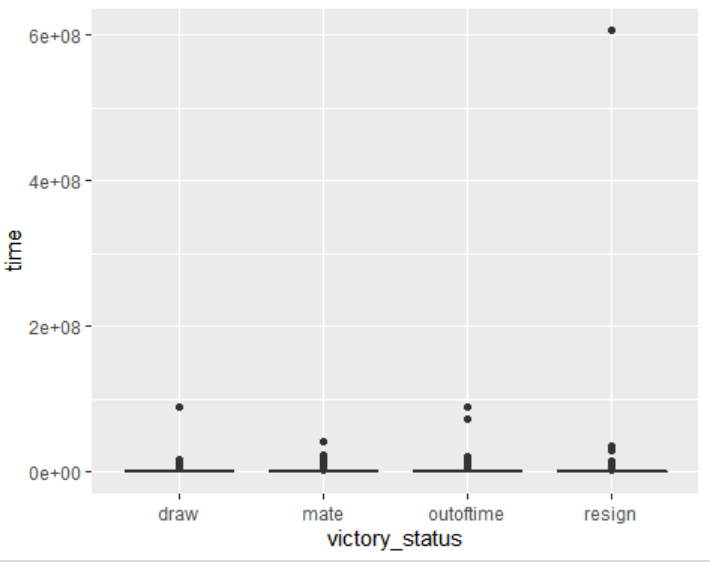 6e+08
4e+08
time
2e+08
0e+00
draw mate outoftime resign
victory_status